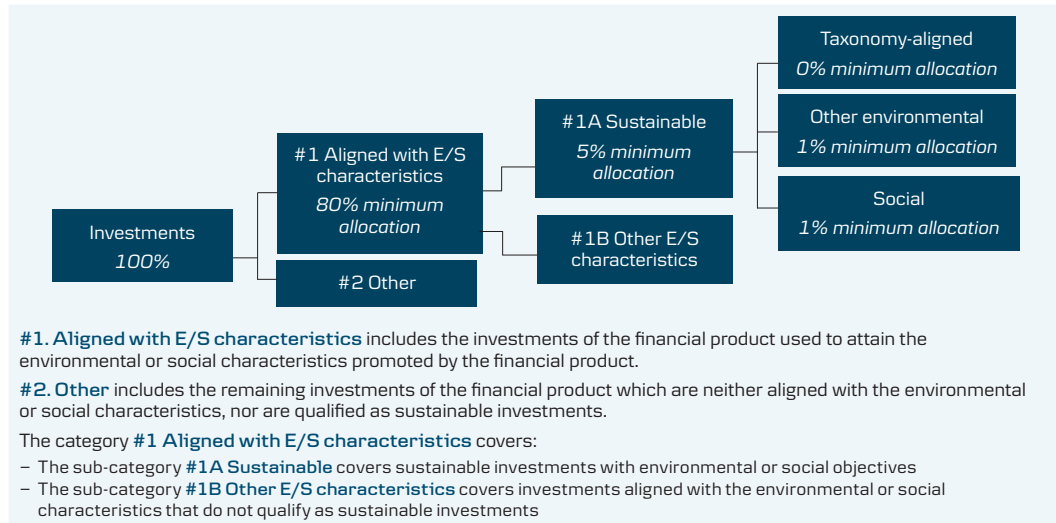 Investments
100%
#1 Aligned with E/S
characteristics
80% minimum
allocation
#2 Other
#1A Sustainable
5% minimum
allocation
#1B Other E/S
characteristics
Taxonomy-aligned
0% minimum allocation
Other environmental
1% minimum allocation
Social
1% minimum allocation
#1. Aligned with E/S characteristics includes the investments of the financial product used to attain the
environmental or social characteristics promoted by the financial product.
#2. Other includes the remaining investments of the financial product which are neither aligned with the environmental
or social characteristics, nor are qualified as sustainable investments.
The category #1 Aligned with E/S characteristics covers:
– The sub-category #1A Sustainable covers sustainable investments with environmental or social objectives
– The sub-category #1B Other E/S characteristics covers investments aligned with the environmental or social
characteristics that do not qualify as sustainable investments